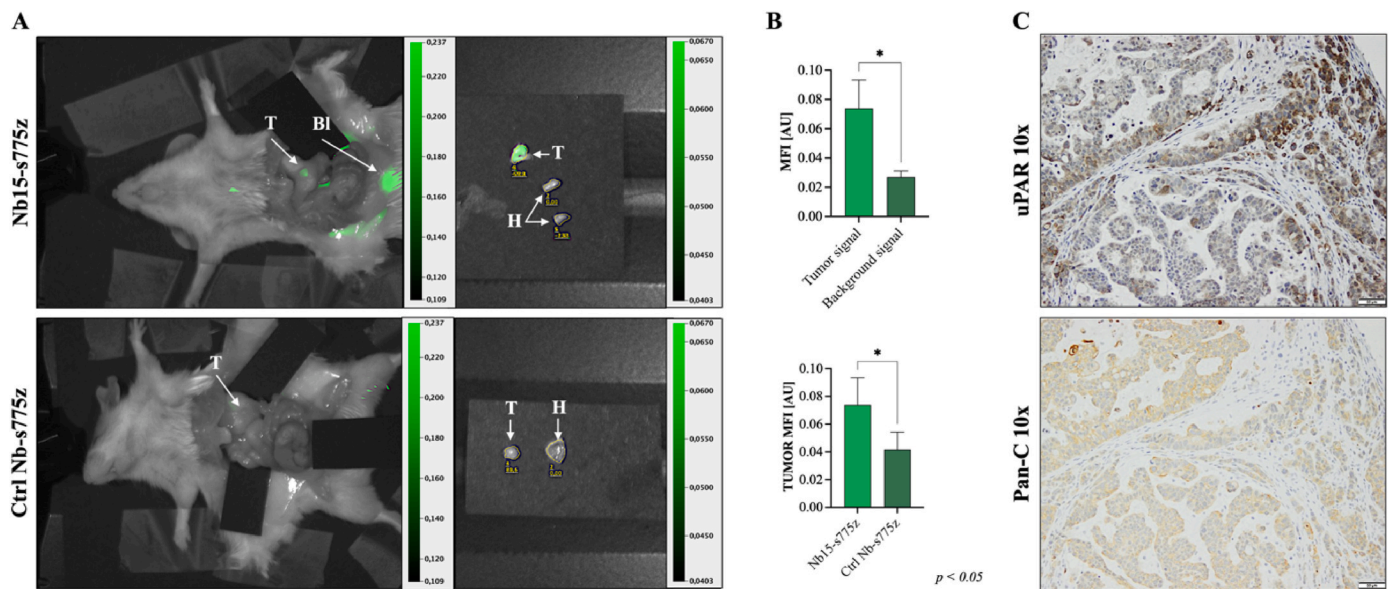 A
B
C
Nb15-s775z
T
Bl
0,237
0,220
0,200
0,180
0,160
0,140
0,120
0,109
T
H
0,00
0,0670
0,0650
0,0600
0,0550
0,0500
0,0450
0,0403
MFI [AU]
0.10
0.08
0.06
0.04
0.02
0.00
*
Tumor signal
Background signal
uPAR 10x
Ctrl Nb-s775z
T
0,237
0,220
0,200
0,180
0,160
0,140
0,120
0,109
T
H
0,00
0,0670
0,0650
0,0600
0,0550
0,0500
0,0450
0,0403
TUMOR MFI [AU]
0.10
0.08
0.06
0.04
0.02
0.00
*
Nb15-s775z
Ctrl Nb-s775z
p < 0.05
Pan-C 10x